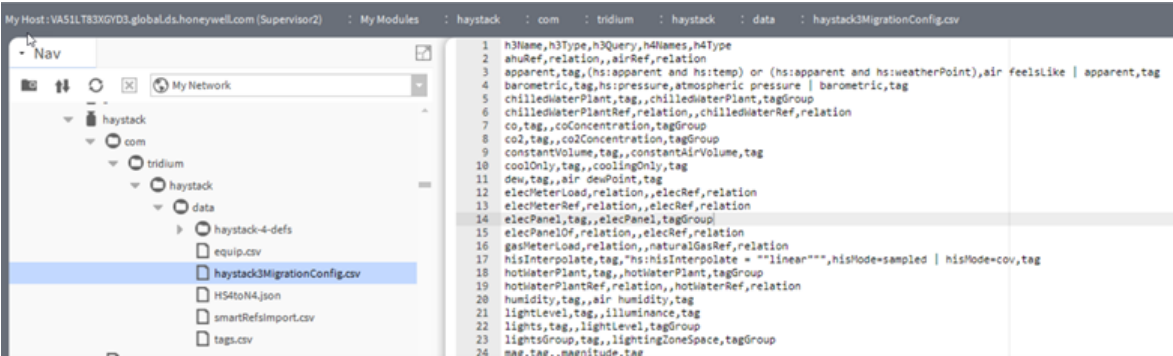 My Host : VA51LT83XGYD3.global.ds.honeywell.com (Supervisor2) : My Modules : haystack : com : tridium : haystack : data : haystack3MigrationConfig.csv
Nav
My Network
haystack
com
tridium
haystack
data
haystack-4-defs
equip.csv
haystack3MigrationConfig.csv
HS4toN4.json
smartRefsImport.csv
tags.csv
1 h3Name,h3Type,h3Query,h4Names,h4Type
2 ahuRef,relation,,airRef,relation
3 apparent,tag,(hs:apparent and hs:temp) or (hs:apparent and hs:weatherPoint),air feelsLike | apparent,tag
4 barometric,tag,hs:pressure,atmospheric pressure | barometric,tag
5 chilledWaterPlant,tag,,chilledWaterPlant,tagGroup
6 chilledWaterPlantRef,relation,,chilledWaterRef,relation
7 co,tag,,coConcentration,tagGroup
8 co2,tag,,co2Concentration,tagGroup
9 constantVolume,tag,,constantAirVolume,tag
10 coolOnly,tag,,coolingOnly,tag
11 dew,tag,,air dewPoint,tag
12 elecMeterLoad,relation,,elecRef,relation
13 elecMeterRef,relation,,elecRef,relation
14 elecPanel,tag,,elecPanel,tagGroup
15 elecPanelOf,relation,,elecRef,relation
16 gasMeterLoad,relation,,naturalGasRef,relation
17 hisInterpolate,tag,"hs:hisInterpolate = ""linear""",hisMode=sampled | hisMode=cov,tag
18 hotWaterPlant,tag,,hotWaterPlant,tagGroup
19 hotWaterPlantRef,relation,,hotWaterRef,relation
20 humidity,tag,,air humidity,tag
21 lightLevel,tag,,illuminance,tag
22 lights,tag,,lightLevel,tagGroup
23 lightsGroup,tag,,lightingZoneSpace,tagGroup
24 mag,tag,,magnitude,tag